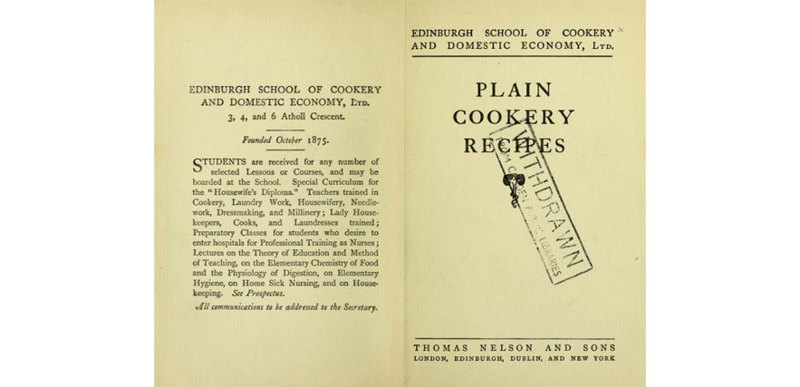 EDINBURGH SCHOOL OF COOKERY
AND DOMESTIC ECONOMY, LTD.
3, 4, and 6 Atholl Crescent.
Founded October 1875.
STUDENTS are received for any number of
selected Lessons or Courses, and may be
boarded at the School. Special Curriculum for
the "Housewife's Diploma." Teachers trained in
Cookery, Laundry Work, Housewifery, Needle-
work, Dressmaking, and Millinery; Lady House-
keepers, Cooks, and Laundresses trained;
Preparatory Classes for students who desire to
enter hospitals for Professional Training as Nurses;
Lectures on the Theory of Education and Method
of Teaching, on the Elementary Chemistry of Food
and the Physiology of Digestion, on Elementary
Hygiene, on Home Sick Nursing, and on House-
keeping. See Prospectus.
All communications to be addressed to the Secretary.
EDINBURGH SCHOOL OF COOKERY
AND DOMESTIC ECONOMY, LTD.
PLAIN
COOKERY
RECIPES
WITHDRAWN
FROM CAMDEN PUBLIC LIBRARIES
THOMAS NELSON AND SONS
LONDON, EDINBURGH, DUBLIN, AND NEW YORK